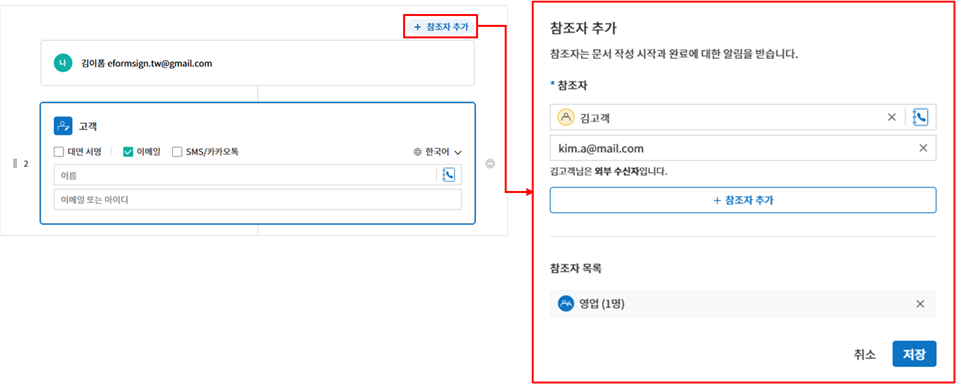 + 참조자 추가
나 김이폼 eformsign.tw@gmail.com
고객
대면 서명 이메일 SMS/카카오톡 한국어
2
이름
이메일 또는 아이디
참조자 추가
참조자는 문서 작성 시작과 완료에 대한 알림을 받습니다.
* 참조자
김고객
kim.a@mail.com
김고객님은 외부 수신자입니다.
+ 참조자 추가
참조자 목록
영업 (1명)
취소 저장